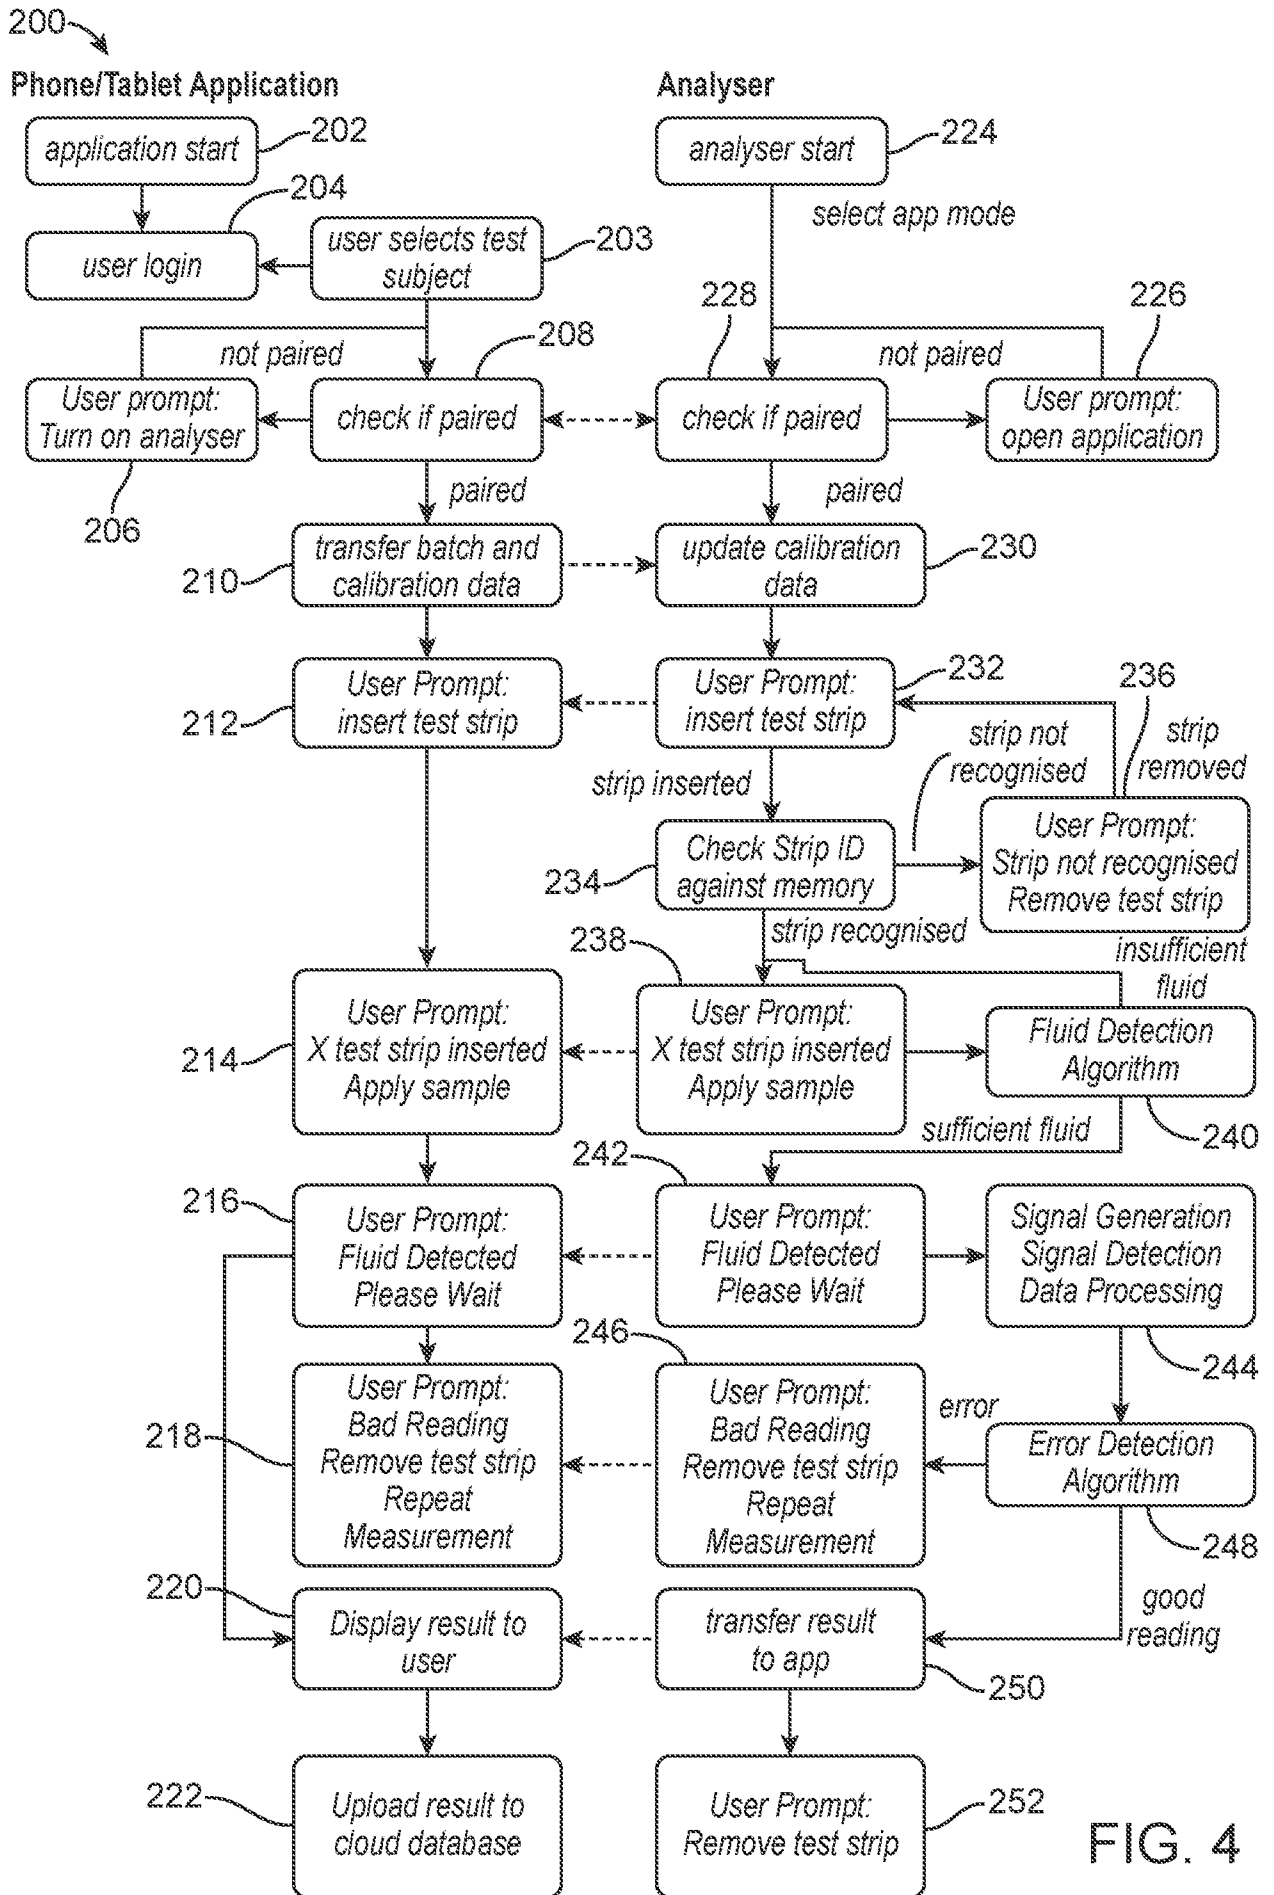 200
Phone/Tablet Application
Analyser
application start
202
analyser start
224
204
select app mode
user login
user selects test
subject
203
228
226
not paired
208
not paired
User prompt:
Turn on analyser
check if paired
check if paired
User prompt:
open application
206
paired
paired
210
transfer batch and
calibration data
update calibration
data
230
212
User Prompt:
insert test strip
User Prompt:
insert test strip
232
236
strip not
recognised
strip
removed
strip inserted
234
Check Strip ID
against memory
User Prompt:
Strip not recognised
Remove test strip
238
strip recognised
insufficient
fluid
214
User Prompt:
X test strip inserted
Apply sample
User Prompt:
X test strip inserted
Apply sample
Fluid Detection
Algorithm
240
sufficient fluid
242
216
User Prompt:
Fluid Detected
Please Wait
User Prompt:
Fluid Detected
Please Wait
Signal Generation
Signal Detection
Data Processing
244
246
218
User Prompt:
Bad Reading
Remove test strip
Repeat
Measurement
User Prompt:
Bad Reading
Remove test strip
Repeat
Measurement
error
Error Detection
Algorithm
248
220
Display result to
user
transfer result
to app
good
reading
250
222
Upload result to
cloud database
User Prompt:
Remove test strip
252
FIG. 4